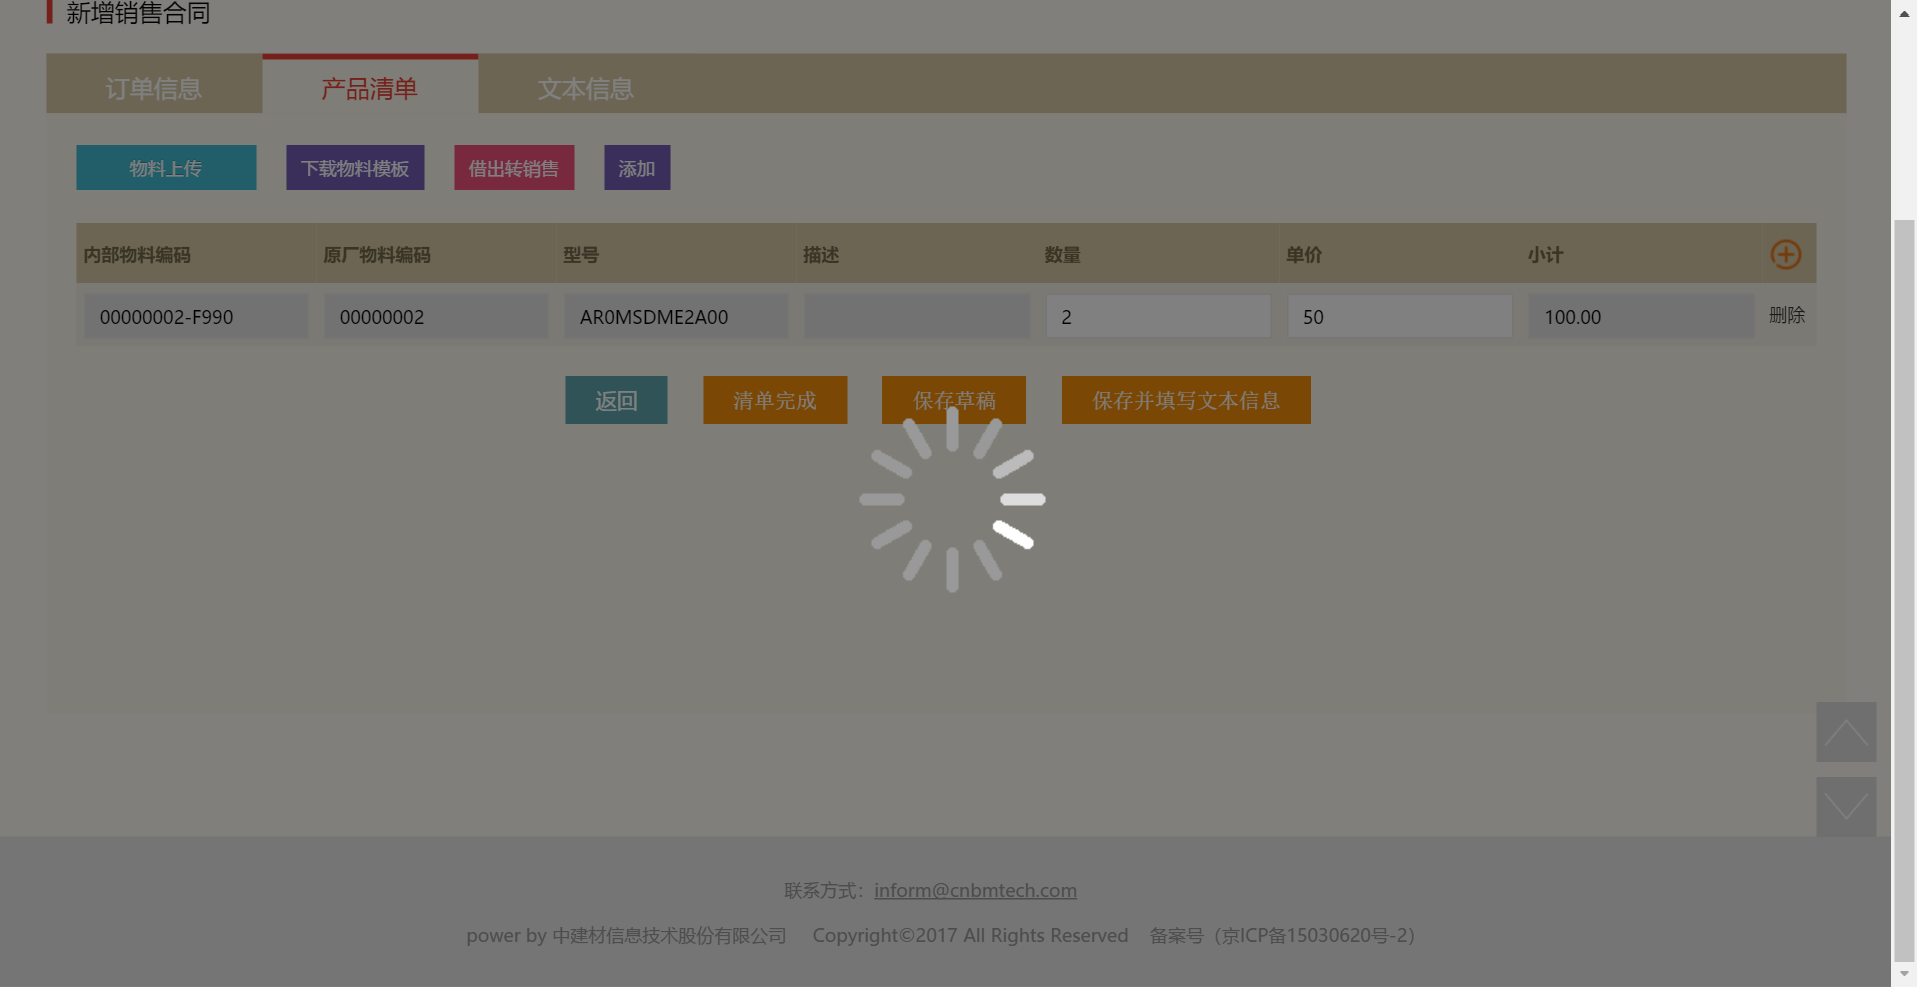 新增销售合同
订单信息 产品清单 文本信息
物料上传 下载物料模板 借出转销售 添加
内部物料编码 原厂物料编码 型号 描述 数量 单价 小计
00000002-F990 00000002 AR0MSDME2A00 2 50 100.00 删除
返回 清单完成 保存草稿 保存并填写文本信息
联系方式：inform@cnbmtech.com
power by 中建材信息技术股份有限公司 Copyright©2017 All Rights Reserved 备案号（京ICP备15030620号-2）